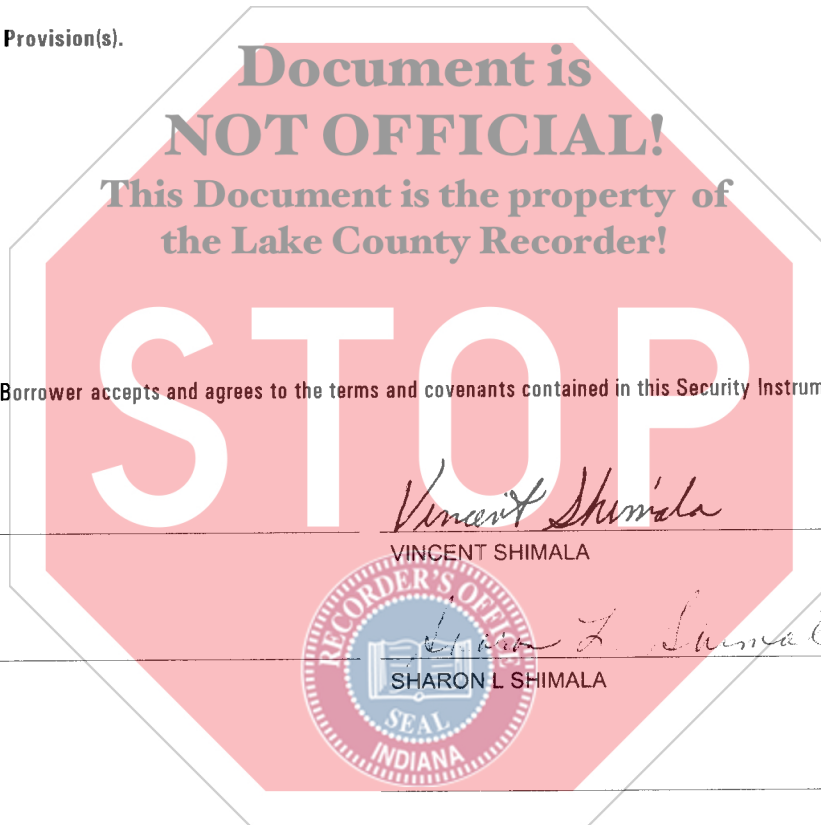 Provision(s).
Document is
NOT OFFICIAL!
This Document is the property of
the Lake County Recorder!
STOP
Borrower accepts and agrees to the terms and covenants contained in this Security Instrum
Vincent Shimala
VINCENT SHIMALA
Sharon L Shimal
SHARON L SHIMALA
RECORDER'S OFFICE
SEAL
INDIANA